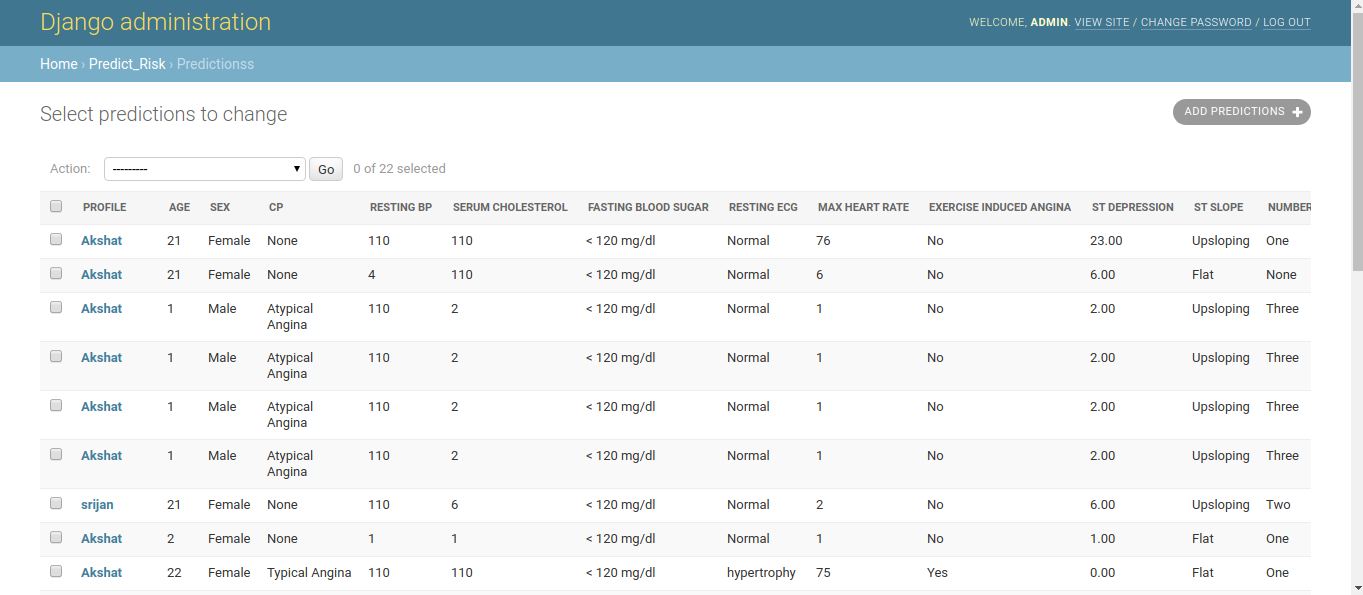 Django administration
WELCOME, ADMIN. VIEW SITE / CHANGE PASSWORD / LOG OUT
Home › Predict_Risk › Predictionss
Select predictions to change
ADD PREDICTIONS +
Action: --------- Go 0 of 22 selected
PROFILE AGE SEX CP RESTING BP SERUM CHOLESTEROL FASTING BLOOD SUGAR RESTING ECG MAX HEART RATE EXERCISE INDUCED ANGINA ST DEPRESSION ST SLOPE NUMBER
Akshat 21 Female None 110 110 < 120 mg/dl Normal 76 No 23.00 Upsloping One
Akshat 21 Female None 4 110 < 120 mg/dl Normal 6 No 6.00 Flat None
Akshat 1 Male Atypical Angina 110 2 < 120 mg/dl Normal 1 No 2.00 Upsloping Three
Akshat 1 Male Atypical Angina 110 2 < 120 mg/dl Normal 1 No 2.00 Upsloping Three
Akshat 1 Male Atypical Angina 110 2 < 120 mg/dl Normal 1 No 2.00 Upsloping Three
Akshat 1 Male Atypical Angina 110 2 < 120 mg/dl Normal 1 No 2.00 Upsloping Three
srijan 21 Female None 110 6 < 120 mg/dl Normal 2 No 6.00 Upsloping Two
Akshat 2 Female None 1 1 < 120 mg/dl Normal 1 No 1.00 Flat One
Akshat 22 Female Typical Angina 110 110 < 120 mg/dl hypertrophy 75 Yes 0.00 Flat One